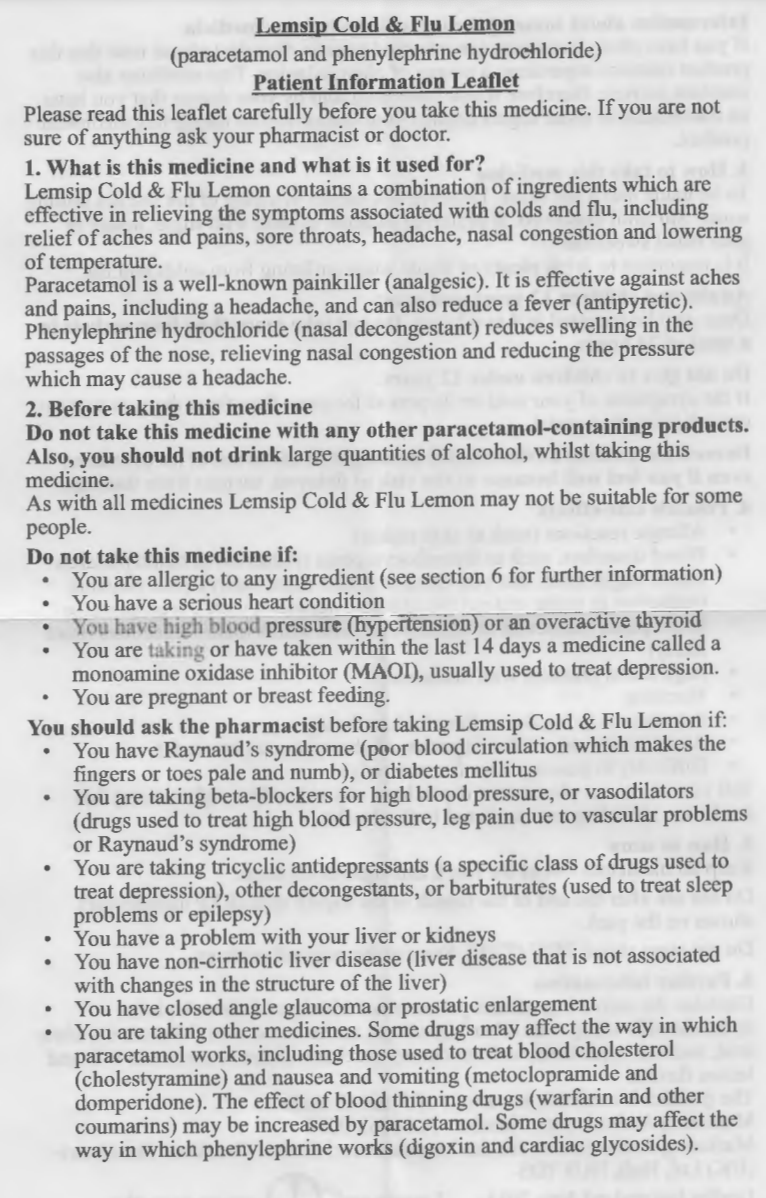 Lemsip Cold & Flu Lemon
(paracetamol and phenylephrine hydrochloride)
Patient Information Leaflet
Please read this leaflet carefully before you take this medicine. If you are not
sure of anything ask your pharmacist or doctor.
1. What is this medicine and what is it used for?
Lemsip Cold & Flu Lemon contains a combination of ingredients which are
effective in relieving the symptoms associated with colds and flu, including
relief of aches and pains, sore throats, headache, nasal congestion and lowering
of temperature.
Paracetamol is a well-known painkiller (analgesic). It is effective against aches
and pains, including a headache, and can also reduce a fever (antipyretic).
Phenylephrine hydrochloride (nasal decongestant) reduces swelling in the
passages of the nose, relieving nasal congestion and reducing the pressure
which may cause a headache.
2. Before taking this medicine
Do not take this medicine with any other paracetamol-containing products.
Also, you should not drink large quantities of alcohol, whilst taking this
medicine.
As with all medicines Lemsip Cold & Flu Lemon may not be suitable for some
people.
Do not take this medicine if:
• You are allergic to any ingredient (see section 6 for further information)
• You have a serious heart condition
• You have high blood pressure (hypertension) or an overactive thyroid
• You are taking or have taken within the last 14 days a medicine called a
monoamine oxidase inhibitor (MAOI), usually used to treat depression.
• You are pregnant or breast feeding.
You should ask the pharmacist before taking Lemsip Cold & Flu Lemon if:
• You have Raynaud's syndrome (poor blood circulation which makes the
fingers or toes pale and numb), or diabetes mellitus
• You are taking beta-blockers for high blood pressure, or vasodilators
(drugs used to treat high blood pressure, leg pain due to vascular problems
or Raynaud's syndrome)
• You are taking tricyclic antidepressants (a specific class of drugs used to
treat depression), other decongestants, or barbiturates (used to treat sleep
problems or epilepsy)
• You have a problem with your liver or kidneys
• You have non-cirrhotic liver disease (liver disease that is not associated
with changes in the structure of the liver)
• You have closed angle glaucoma or prostatic enlargement
• You are taking other medicines. Some drugs may affect the way in which
paracetamol works, including those used to treat blood cholesterol
(cholestyramine) and nausea and vomiting (metoclopramide and
domperidone). The effect of blood thinning drugs (warfarin and other
coumarins) may be increased by paracetamol. Some drugs may affect the
way in which phenylephrine works (digoxin and cardiac glycosides).